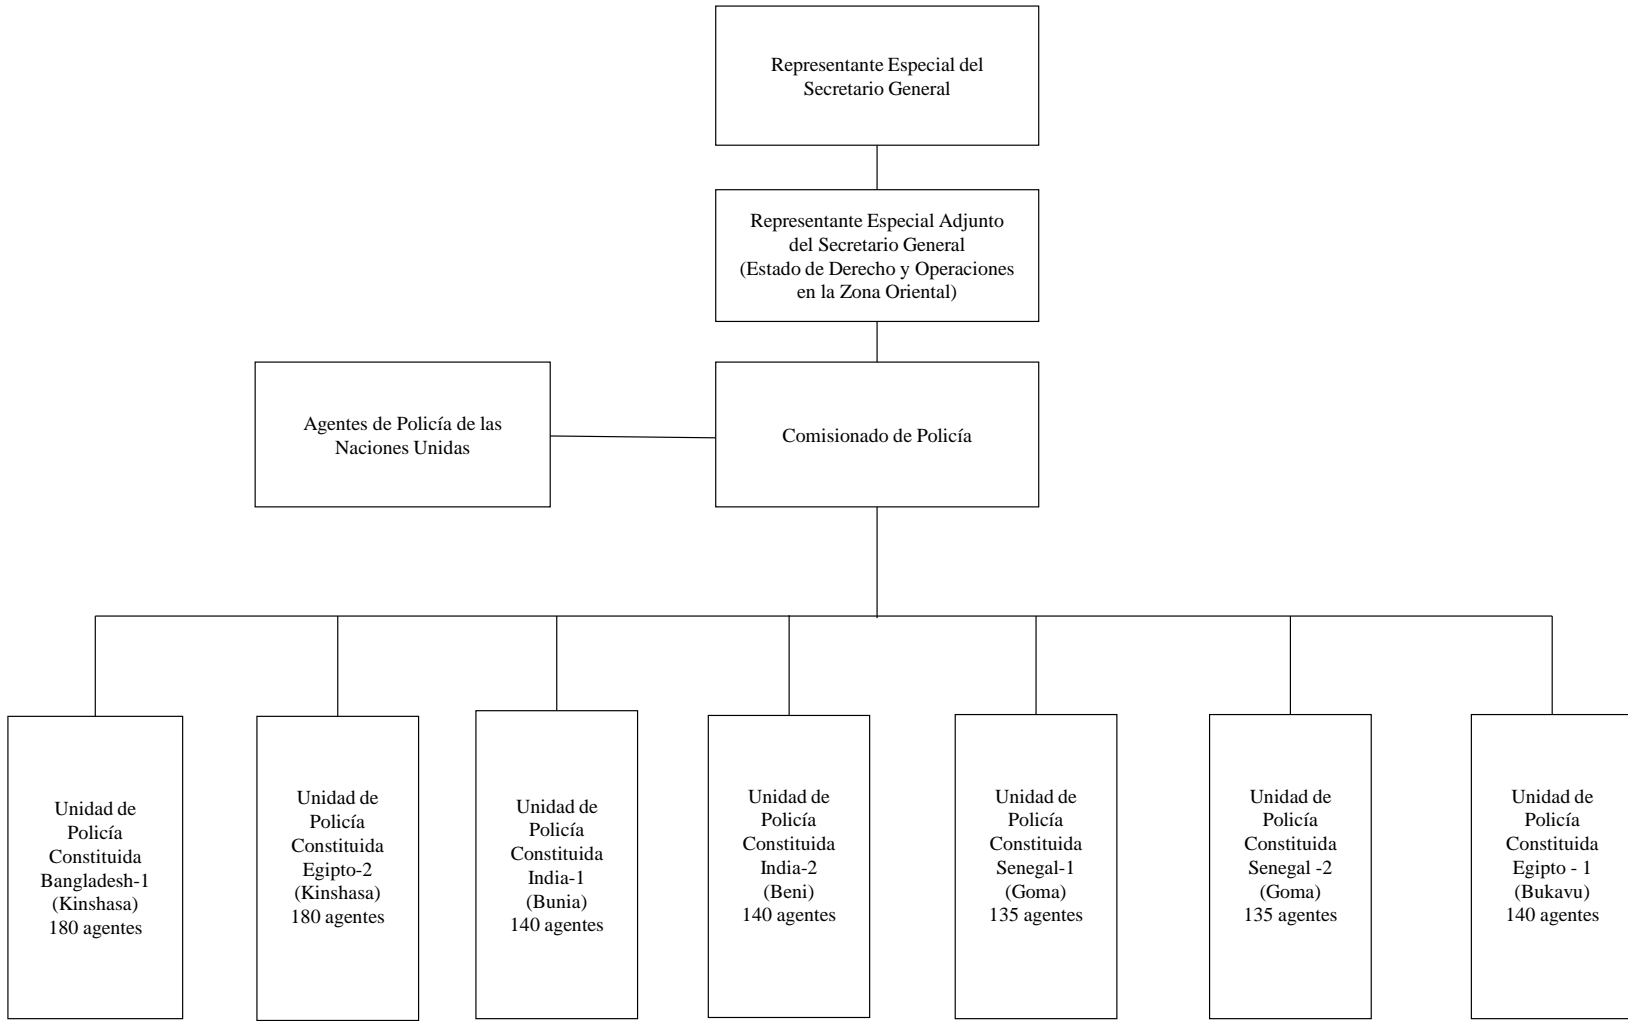 Representante Especial del
Secretario General
Representante Especial Adjunto
del Secretario General
(Estado de Derecho y Operaciones
en la Zona Oriental)
Agentes de Policía de las
Naciones Unidas
Comisionado de Policía
Unidad de
Policía
Constituida
Bangladesh-1
(Kinshasa)
180 agentes
Unidad de
Policía
Constituida
Egipto-2
(Kinshasa)
180 agentes
Unidad de
Policía
Constituida
India-1
(Bunia)
140 agentes
Unidad de
Policía
Constituida
India-2
(Beni)
140 agentes
Unidad de
Policía
Constituida
Senegal-1
(Goma)
135 agentes
Unidad de
Policía
Constituida
Senegal -2
(Goma)
135 agentes
Unidad de
Policía
Constituida
Egipto - 1
(Bukavu)
140 agentes